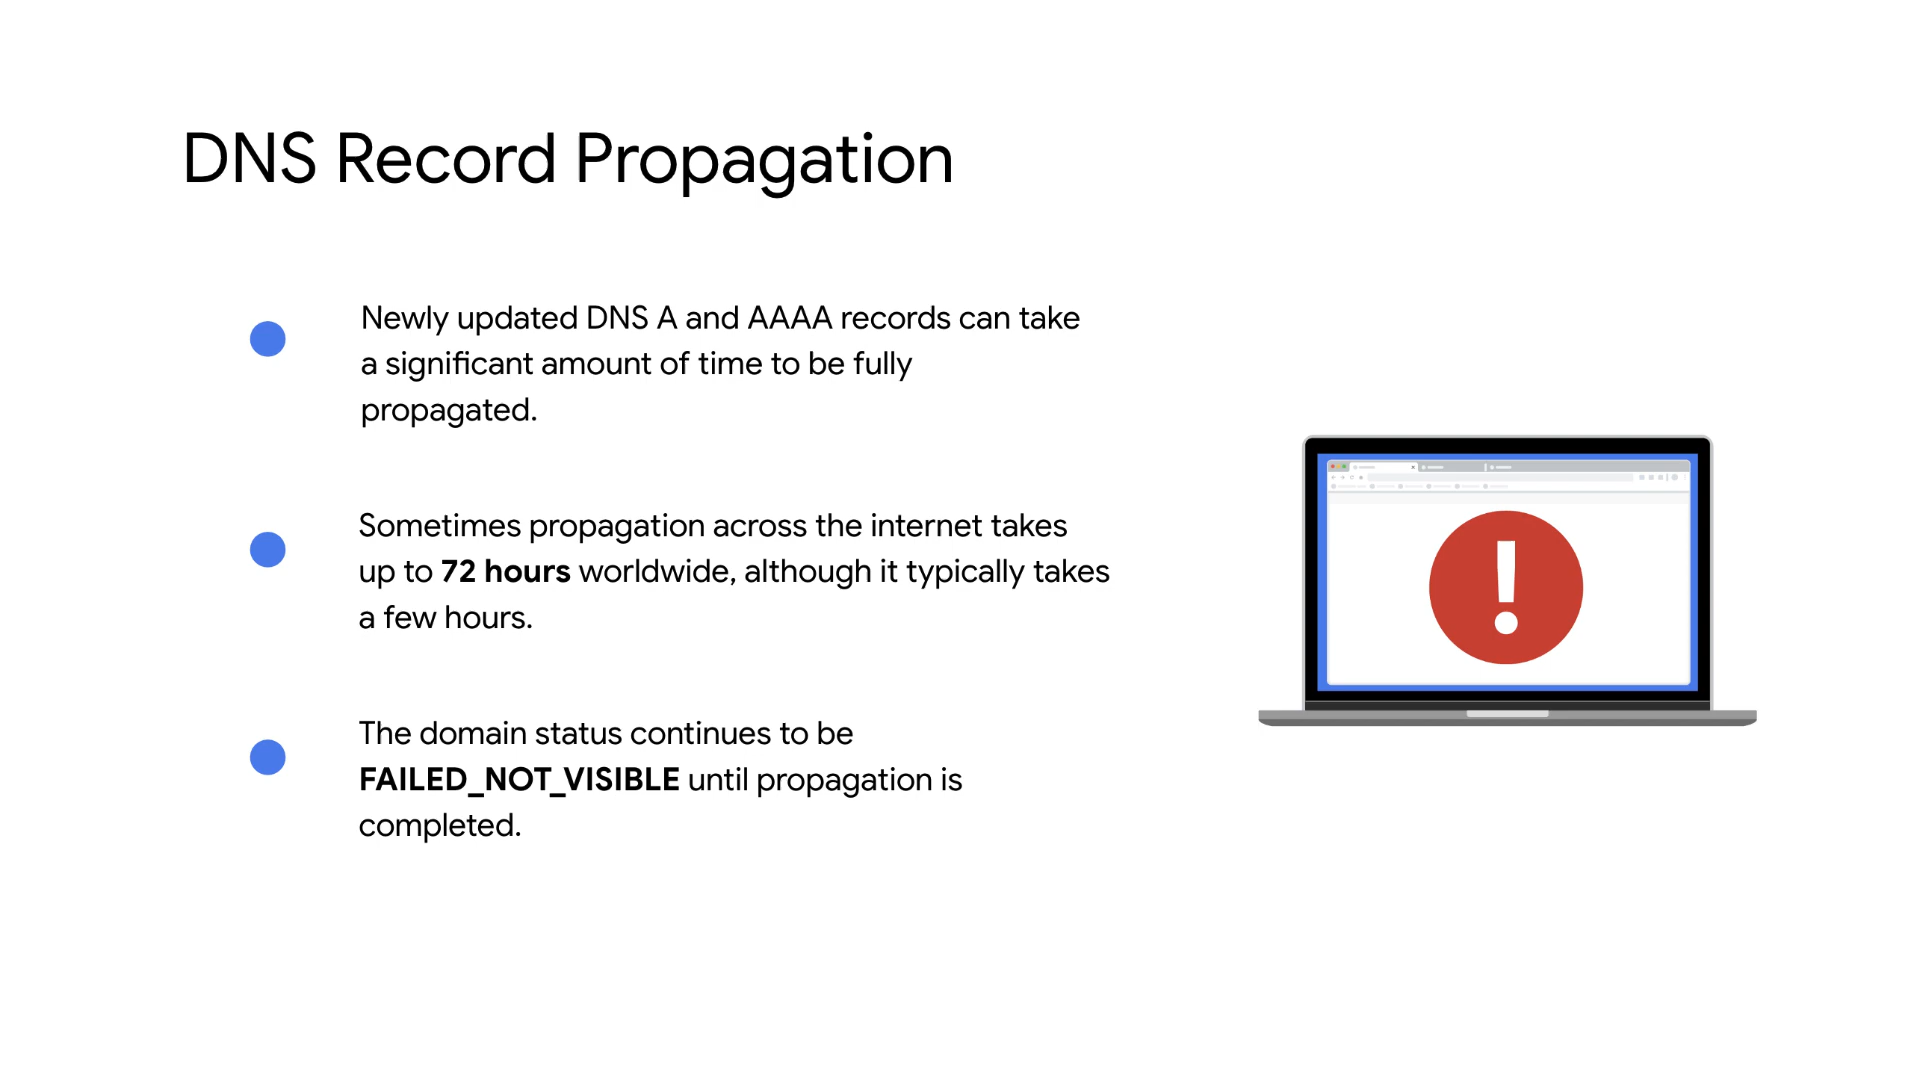 DNS Record Propagation
Newly updated DNS A and AAAA records can take
a significant amount of time to be fully
propagated.
Sometimes propagation across the internet takes
up to 72 hours worldwide, although it typically takes
a few hours.
The domain status continues to be
FAILED_NOT_VISIBLE until propagation is
completed.
!